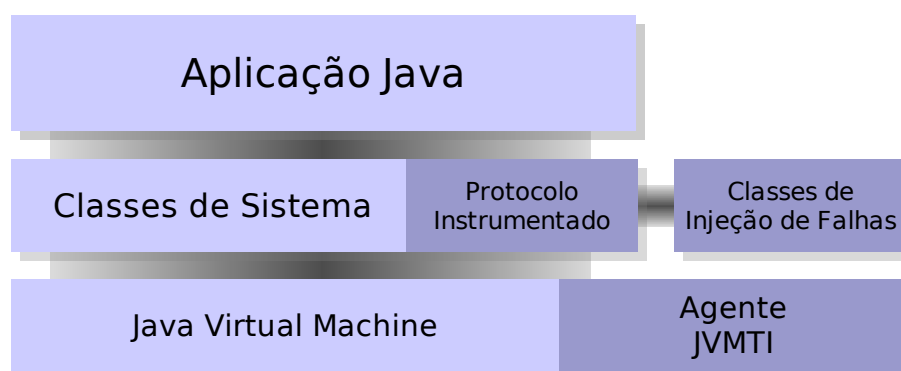 Aplicação Java
Classes de Sistema
Protocolo
Instrumentado
Classes de
Injeção de Falhas
Java Virtual Machine
Agente
JVMTI